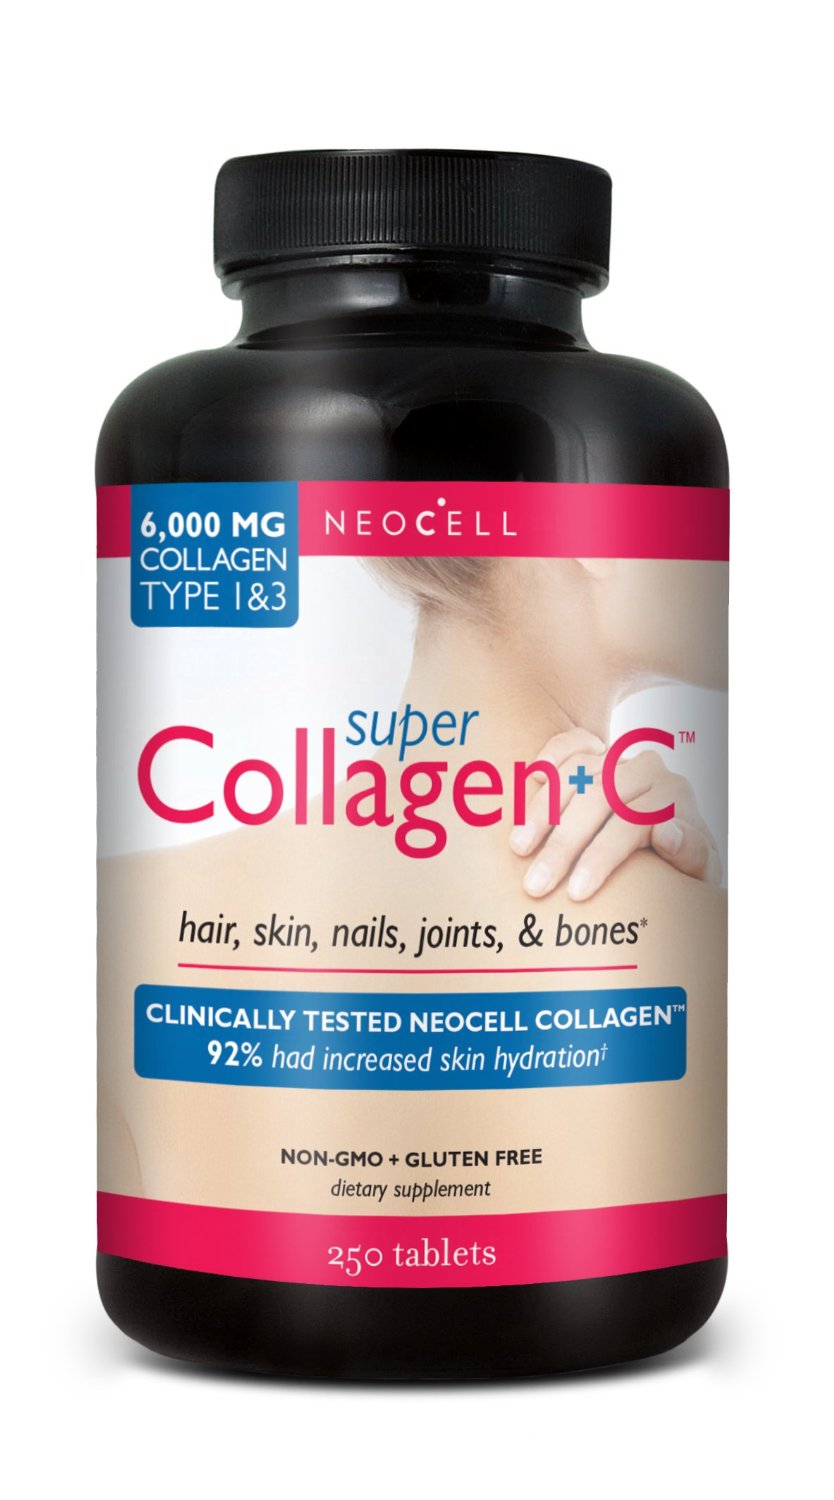 6,000 MG
COLLAGEN
TYPE 1&3
NEOCELL
super
Collagen+C™
hair, skin, nails, joints, & bones*
CLINICALLY TESTED NEOCELL COLLAGEN™
92% had increased skin hydration†
NON-GMO + GLUTEN FREE
dietary supplement
250 tablets